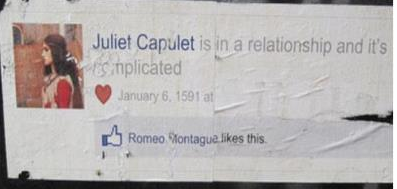 Juliet Capulet is in a relationship and it's
complicated
January 6, 1591 at
Romeo Montague likes this.